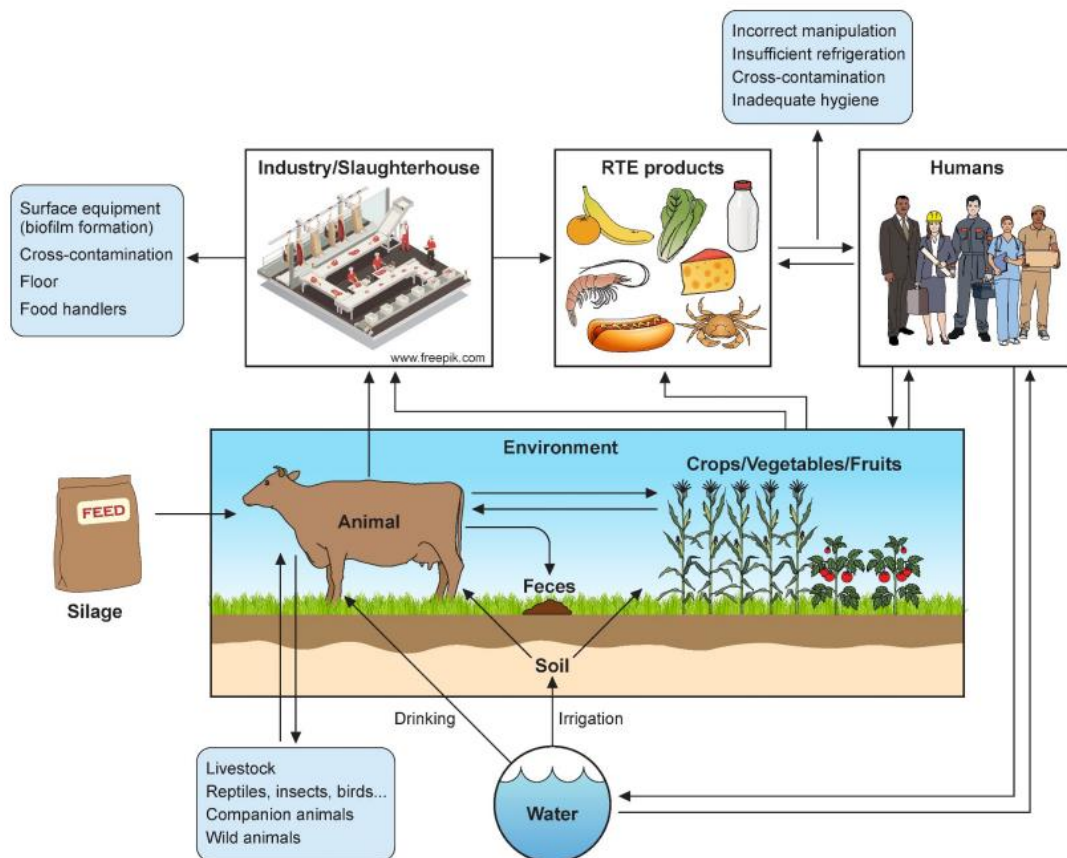 Incorrect manipulation
Insufficient refrigeration
Cross-contamination
Inadequate hygiene
Industry/Slaughterhouse
RTE products
Humans
Surface equipment
(biofilm formation)
Cross-contamination
Floor
Food handlers
www.freepik.com
Environment
Crops/Vegetables/Fruits
FEED
Animal
Feces
Silage
Soil
Drinking
Irrigation
Livestock
Reptiles, insects, birds...
Companion animals
Wild animals
Water